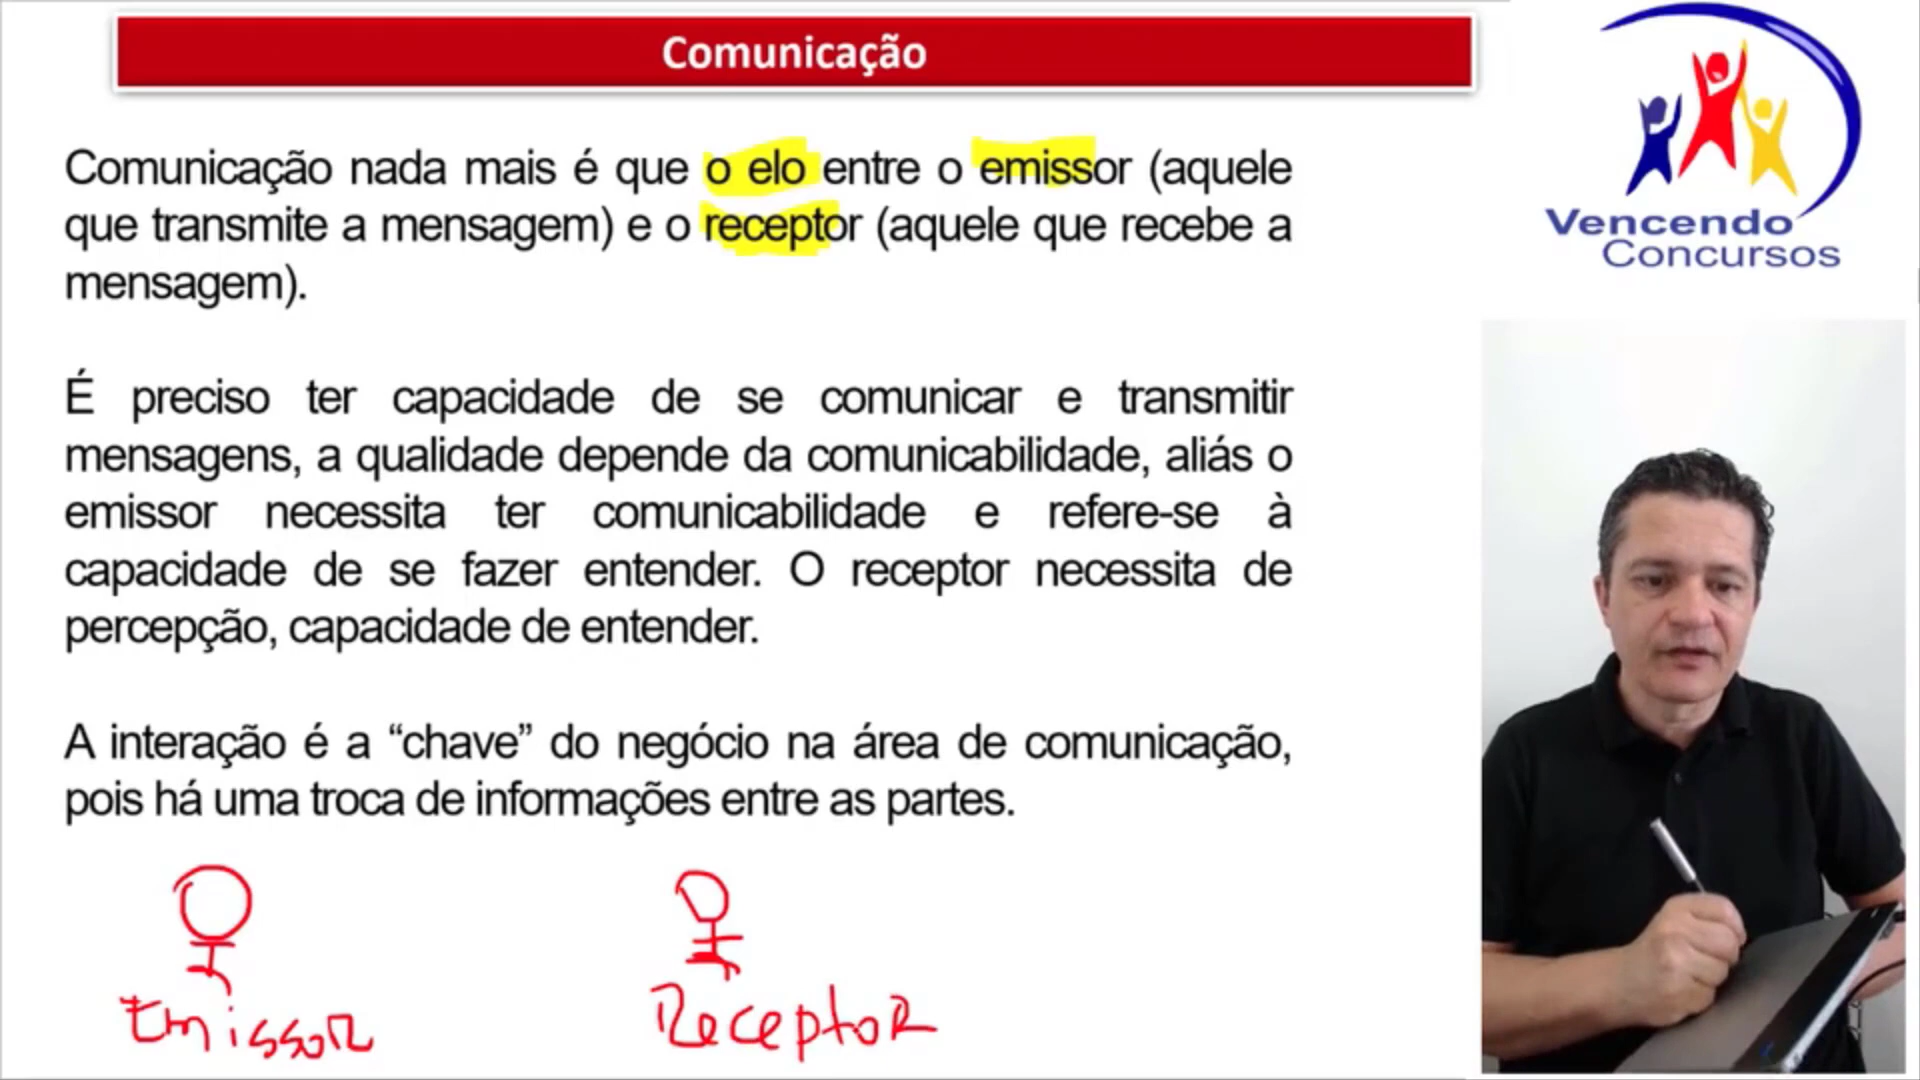 Comunicação
Comunicação nada mais é que o elo entre o emissor (aquele
que transmite a mensagem) e o receptor (aquele que recebe a
mensagem).
É preciso ter capacidade de se comunicar e transmitir
mensagens, a qualidade depende da comunicabilidade, aliás o
emissor necessita ter comunicabilidade e refere-se à
capacidade de se fazer entender. O receptor necessita de
percepção, capacidade de entender.
A interação é a “chave” do negócio na área de comunicação,
pois há uma troca de informações entre as partes.
Emissor
Receptor
Vencendo
Concursos